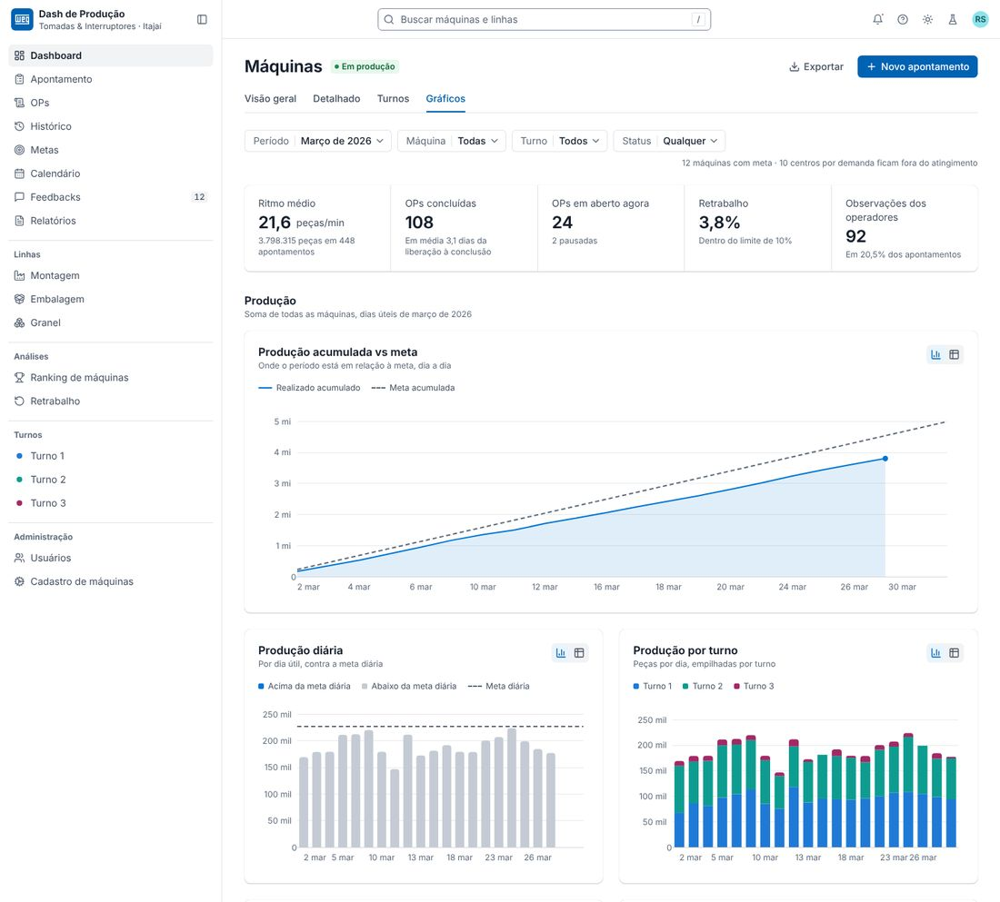 weg
Dash de Produção
Tomadas & Interruptores · Itajaí
Buscar máquinas e linhas
/
RS
Dashboard
Apontamento
OPs
Histórico
Metas
Calendário
Feedbacks 12
Relatórios
Linhas
Montagem
Embalagem
Granel
Análises
Ranking de máquinas
Retrabalho
Turnos
Turno 1
Turno 2
Turno 3
Administração
Usuários
Cadastro de máquinas
Máquinas
Em produção
Exportar
Novo apontamento
Visão geral
Detalhado
Turnos
Gráficos
Período Março de 2026
Máquina Todas
Turno Todos
Status Qualquer
12 máquinas com meta · 10 centros por demanda ficam fora do atingimento
Ritmo médio
21,6 peças/min
3.798.315 peças em 448
apontamentos
OPs concluídas
108
Em média 3,1 dias da
liberação à conclusão
OPs em aberto agora
24
2 pausadas
Retrabalho
3,8%
Dentro do limite de 10%
Observações dos
operadores
92
Em 20,5% dos apontamentos
Produção
Soma de todas as máquinas, dias úteis de março de 2026
Produção acumulada vs meta
Onde o período está em relação à meta, dia a dia
Realizado acumulado
Meta acumulada
5 mi
4 mi
3 mi
2 mi
1 mi
0
2 mar 4 mar 6 mar 10 mar 12 mar 16 mar 18 mar 20 mar 24 mar 26 mar 30 mar
Produção diária
Por dia útil, contra a meta diária
Acima da meta diária
Abaixo da meta diária
Meta diária
250 mil
200 mil
150 mil
100 mil
50 mil
0
2 mar 5 mar 10 mar 13 mar 18 mar 23 mar 26 mar
Produção por turno
Peças por dia, empilhadas por turno
Turno 1
Turno 2
Turno 3
250 mil
200 mil
150 mil
100 mil
50 mil
0
2 mar 5 mar 10 mar 13 mar 18 mar 23 mar 26 mar